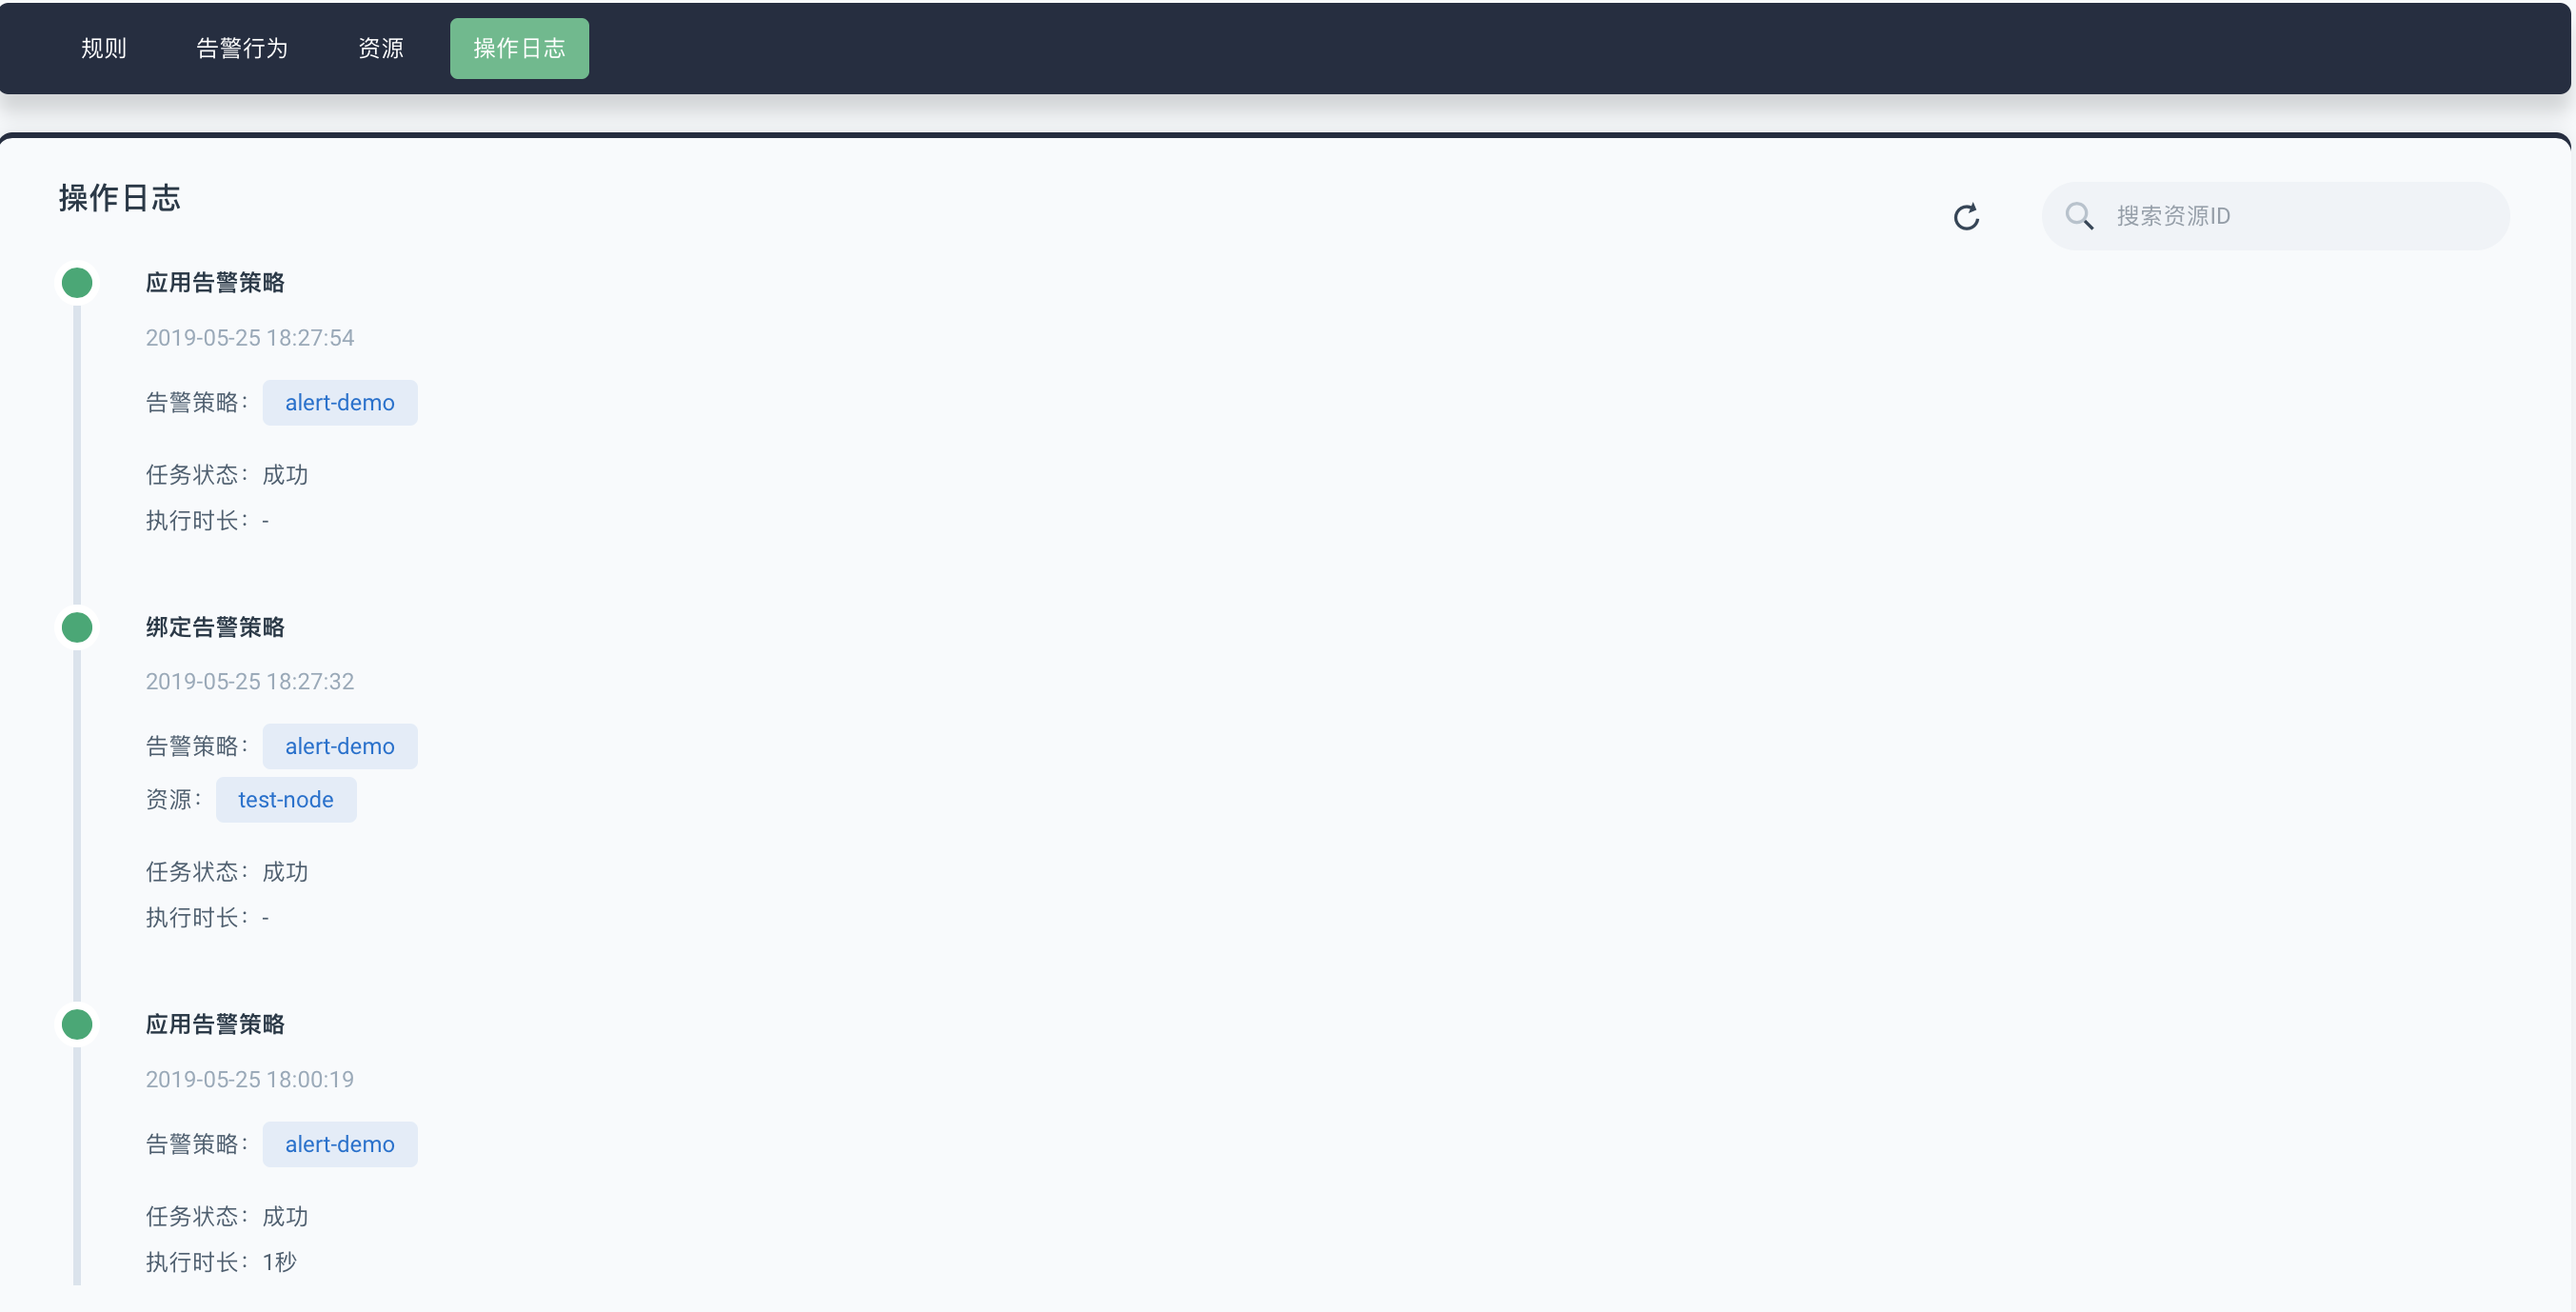 规则 告警行为 资源 操作日志
操作日志
搜索资源ID
应用告警策略
2019-05-25 18:27:54
告警策略： alert-demo
任务状态： 成功
执行时长： -
绑定告警策略
2019-05-25 18:27:32
告警策略： alert-demo
资源： test-node
任务状态： 成功
执行时长： -
应用告警策略
2019-05-25 18:00:19
告警策略： alert-demo
任务状态： 成功
执行时长： 1秒